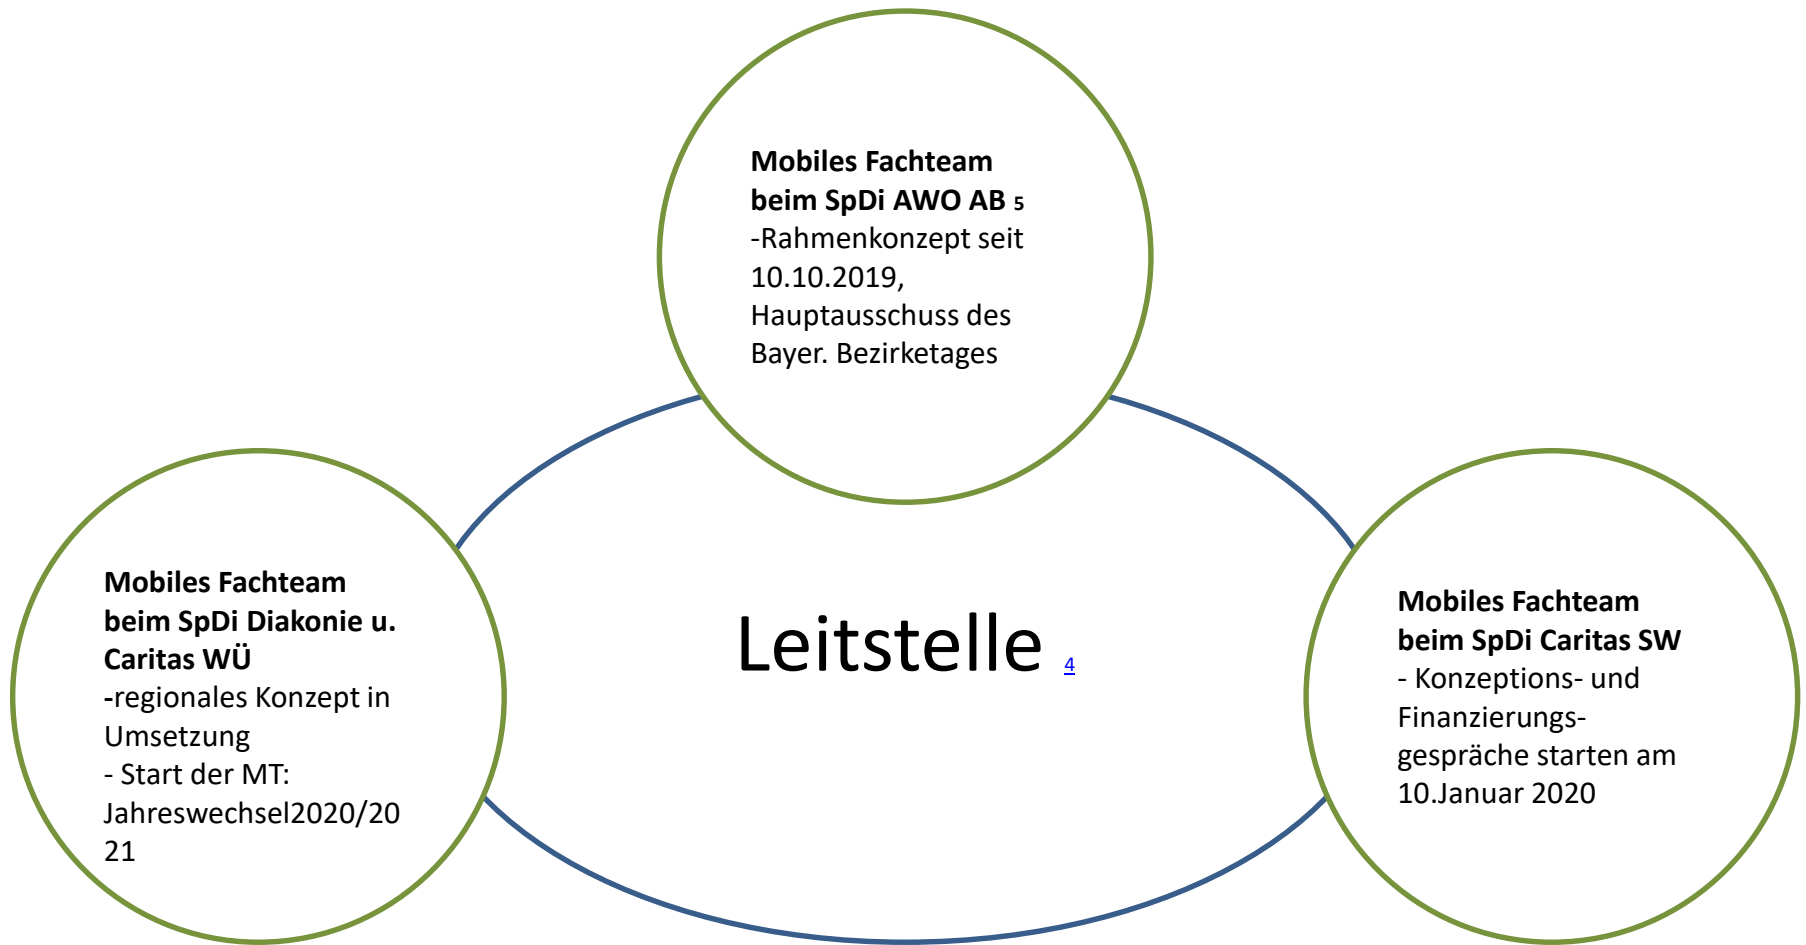 Mobiles Fachteam
beim SpDi AWO AB 5
-Rahmenkonzept seit
10.10.2019,
Hauptausschuss des
Bayer. Bezirketages
Mobiles Fachteam
beim SpDi Diakonie u.
Caritas WÜ
-regionales Konzept in
Umsetzung
- Start der MT:
Jahreswechsel2020/20
21
Leitstelle 4
Mobiles Fachteam
beim SpDi Caritas SW
- Konzeptions- und
Finanzierungs-
gespräche starten am
10.Januar 2020